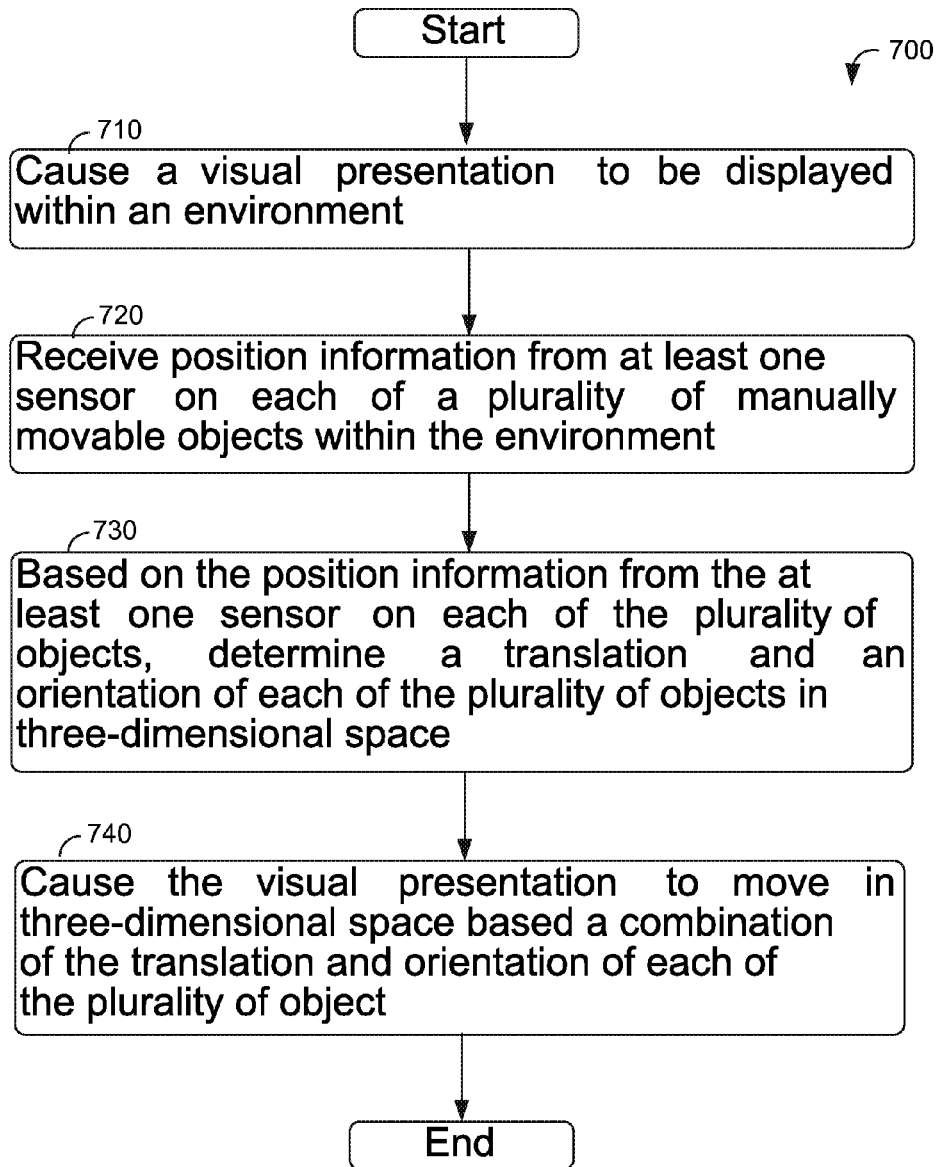 Start
700
710
Cause a visual presentation to be displayed
within an environment
720
Receive position information from at least one
sensor on each of a plurality of manually
movable objects within the environment
730
Based on the position information from the at
least one sensor on each of the plurality of
objects, determine a translation and an
orientation of each of the plurality of objects in
three-dimensional space
740
Cause the visual presentation to move in
three-dimensional space based a combination
of the translation and orientation of each of
the plurality of object
End